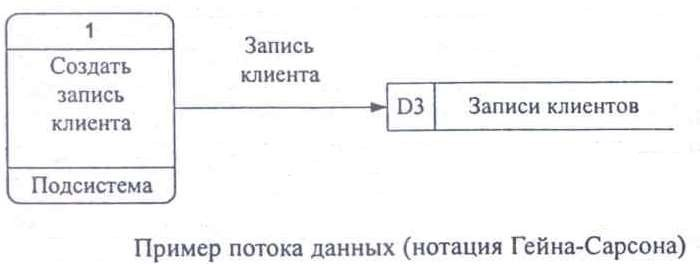 1
Создать
запись
клиента
Подсистема
Запись
клиента
D3 Записи клиентов
Пример потока данных (нотация Гейна-Сарсона)